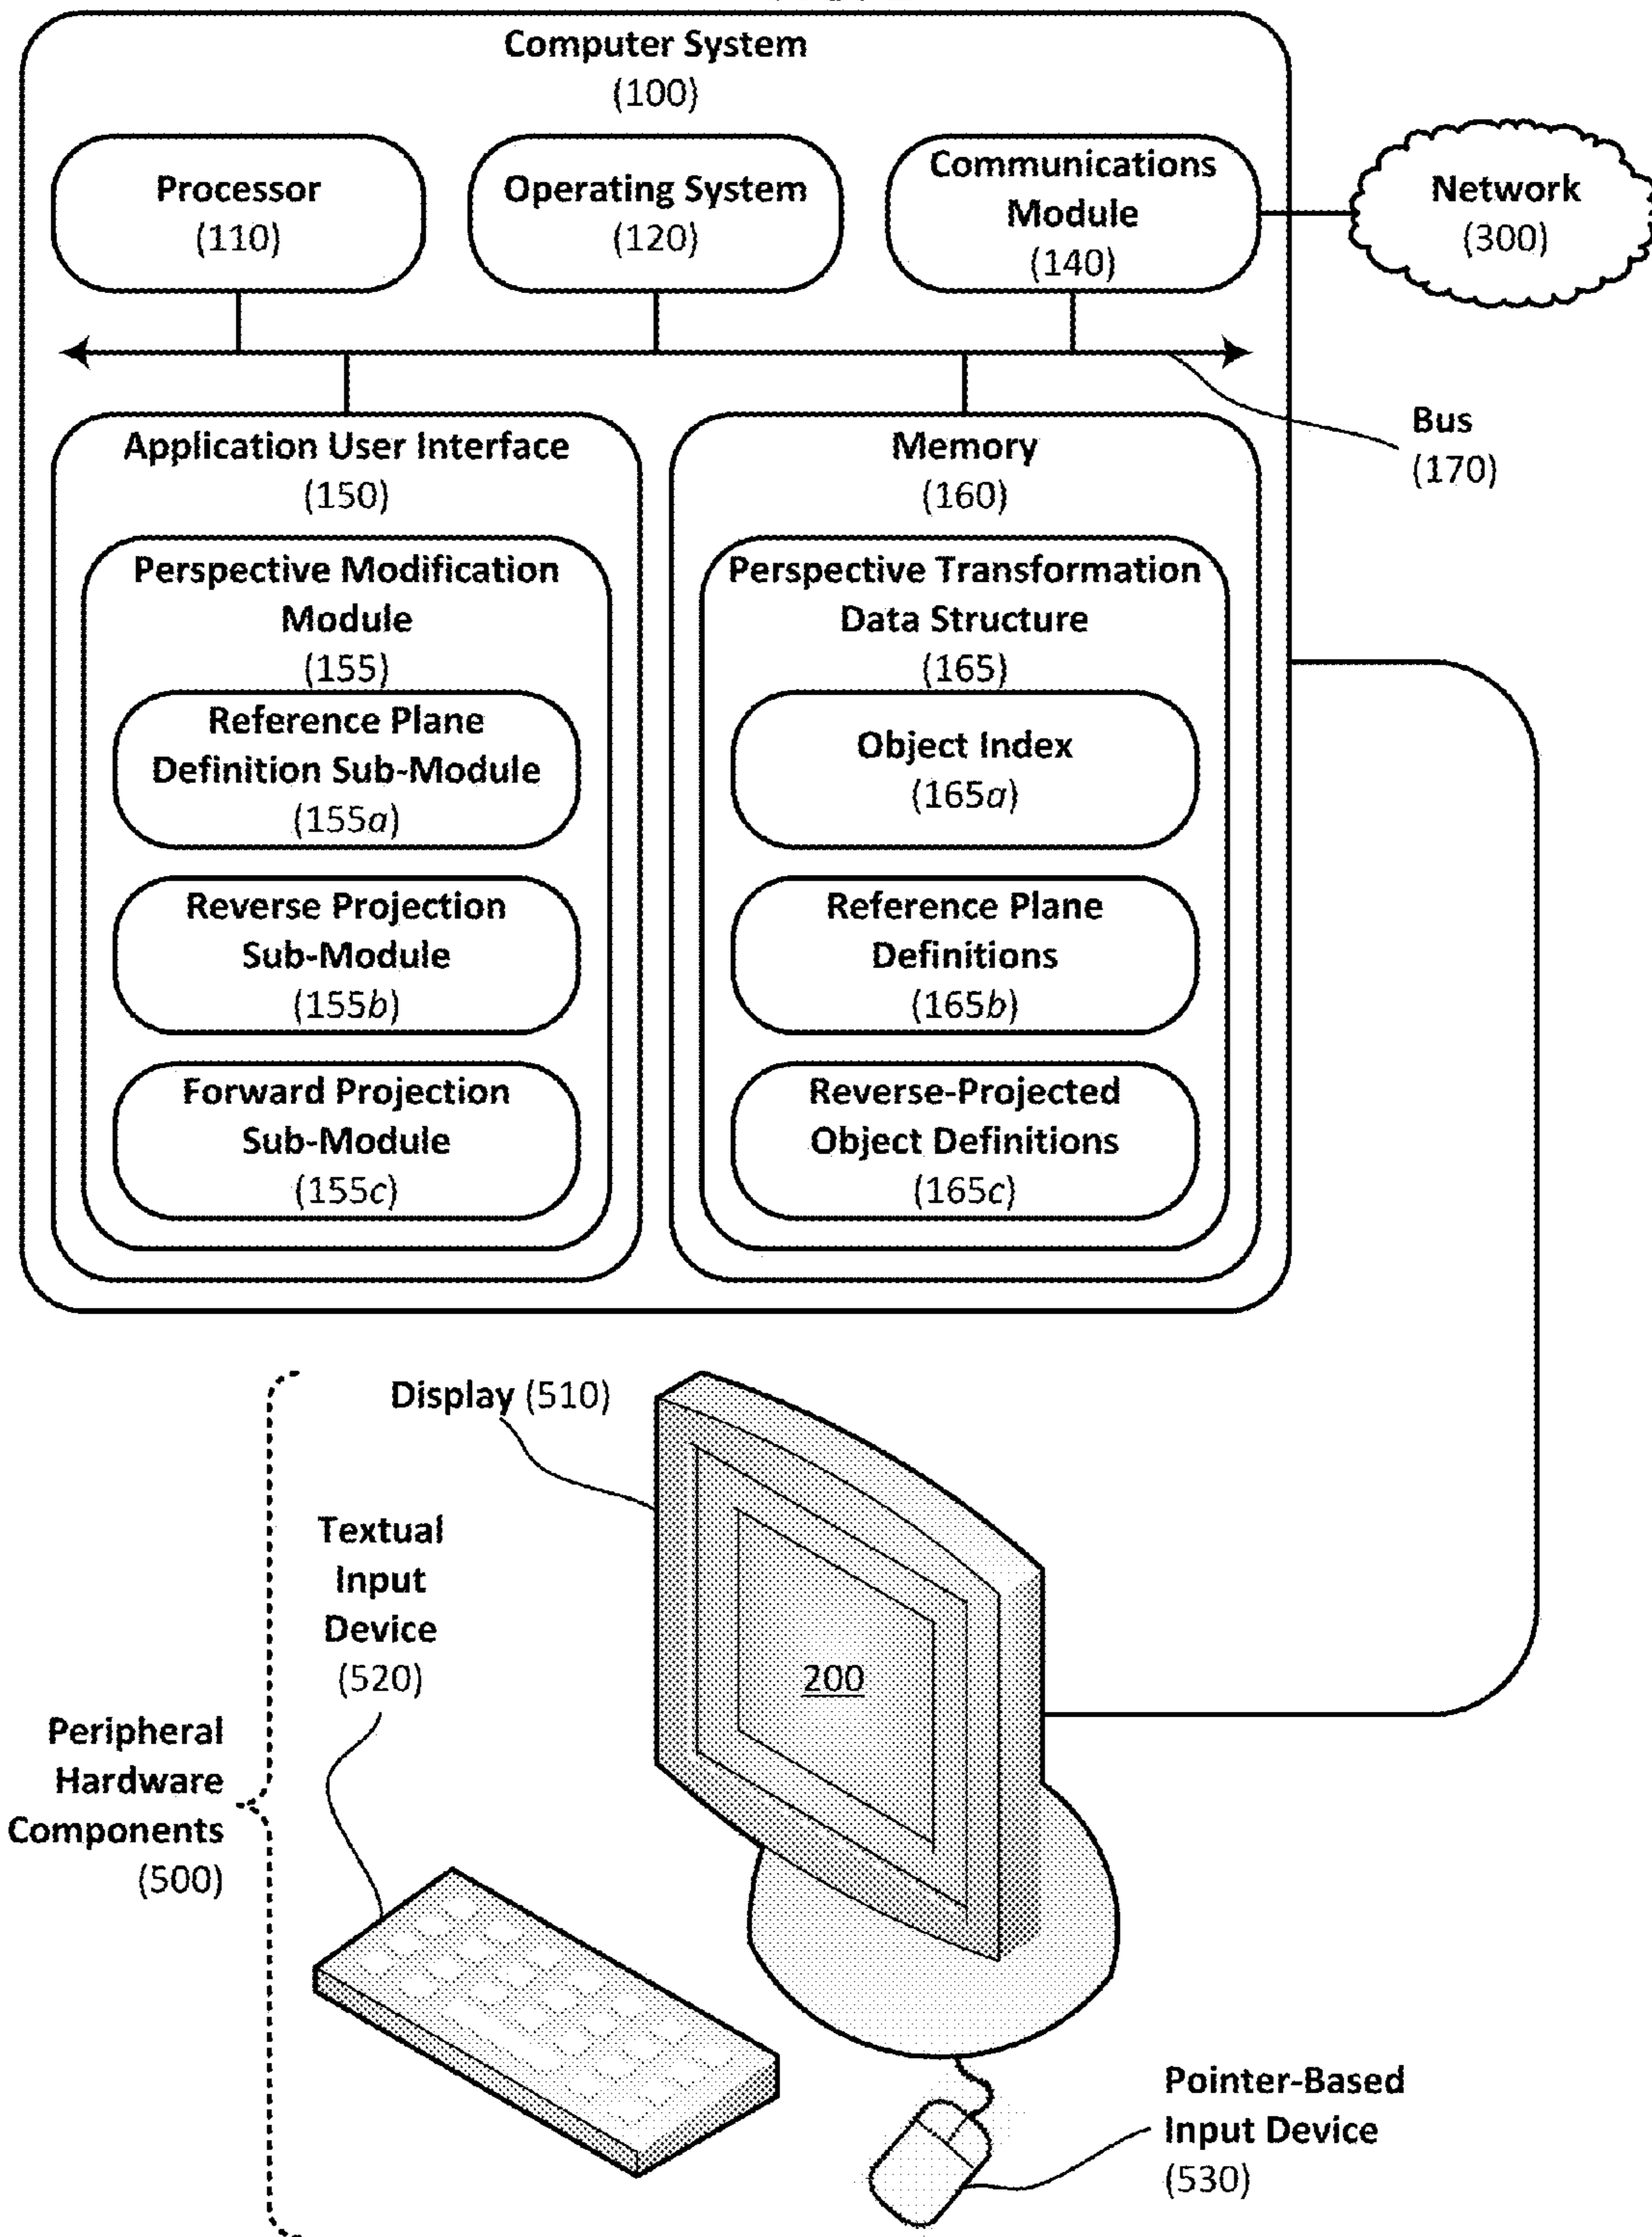 Computer System
(100)
Processor
(110)
Operating System
(120)
Communications
Module
(140)
Network
(300)
Bus
(170)
Application User Interface
(150)
Perspective Modification
Module
(155)
Reference Plane
Definition Sub-Module
(155a)
Reverse Projection
Sub-Module
(155b)
Forward Projection
Sub-Module
(155c)
Memory
(160)
Perspective Transformation
Data Structure
(165)
Object Index
(165a)
Reference Plane
Definitions
(165b)
Reverse-Projected
Object Definitions
(165c)
Display (510)
Textual
Input
Device
(520)
200
Peripheral
Hardware
Components
(500)
Pointer-Based
Input Device
(530)